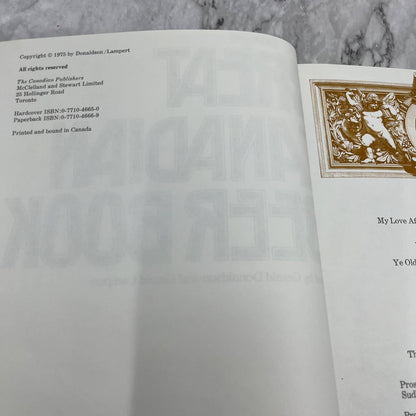 Copyright © 1975 by Donaldson/Lampert
All rights reserved
The Canadian Publishers
McClelland and Stewart Limited
25 Hollinger Road
Toronto
Hardcover ISBN:0-7710-4665-0
Paperback ISBN:0-7710-4666-9
Printed and bound in Canada
My Love Af
Ye Old
Th
Pros
Sud